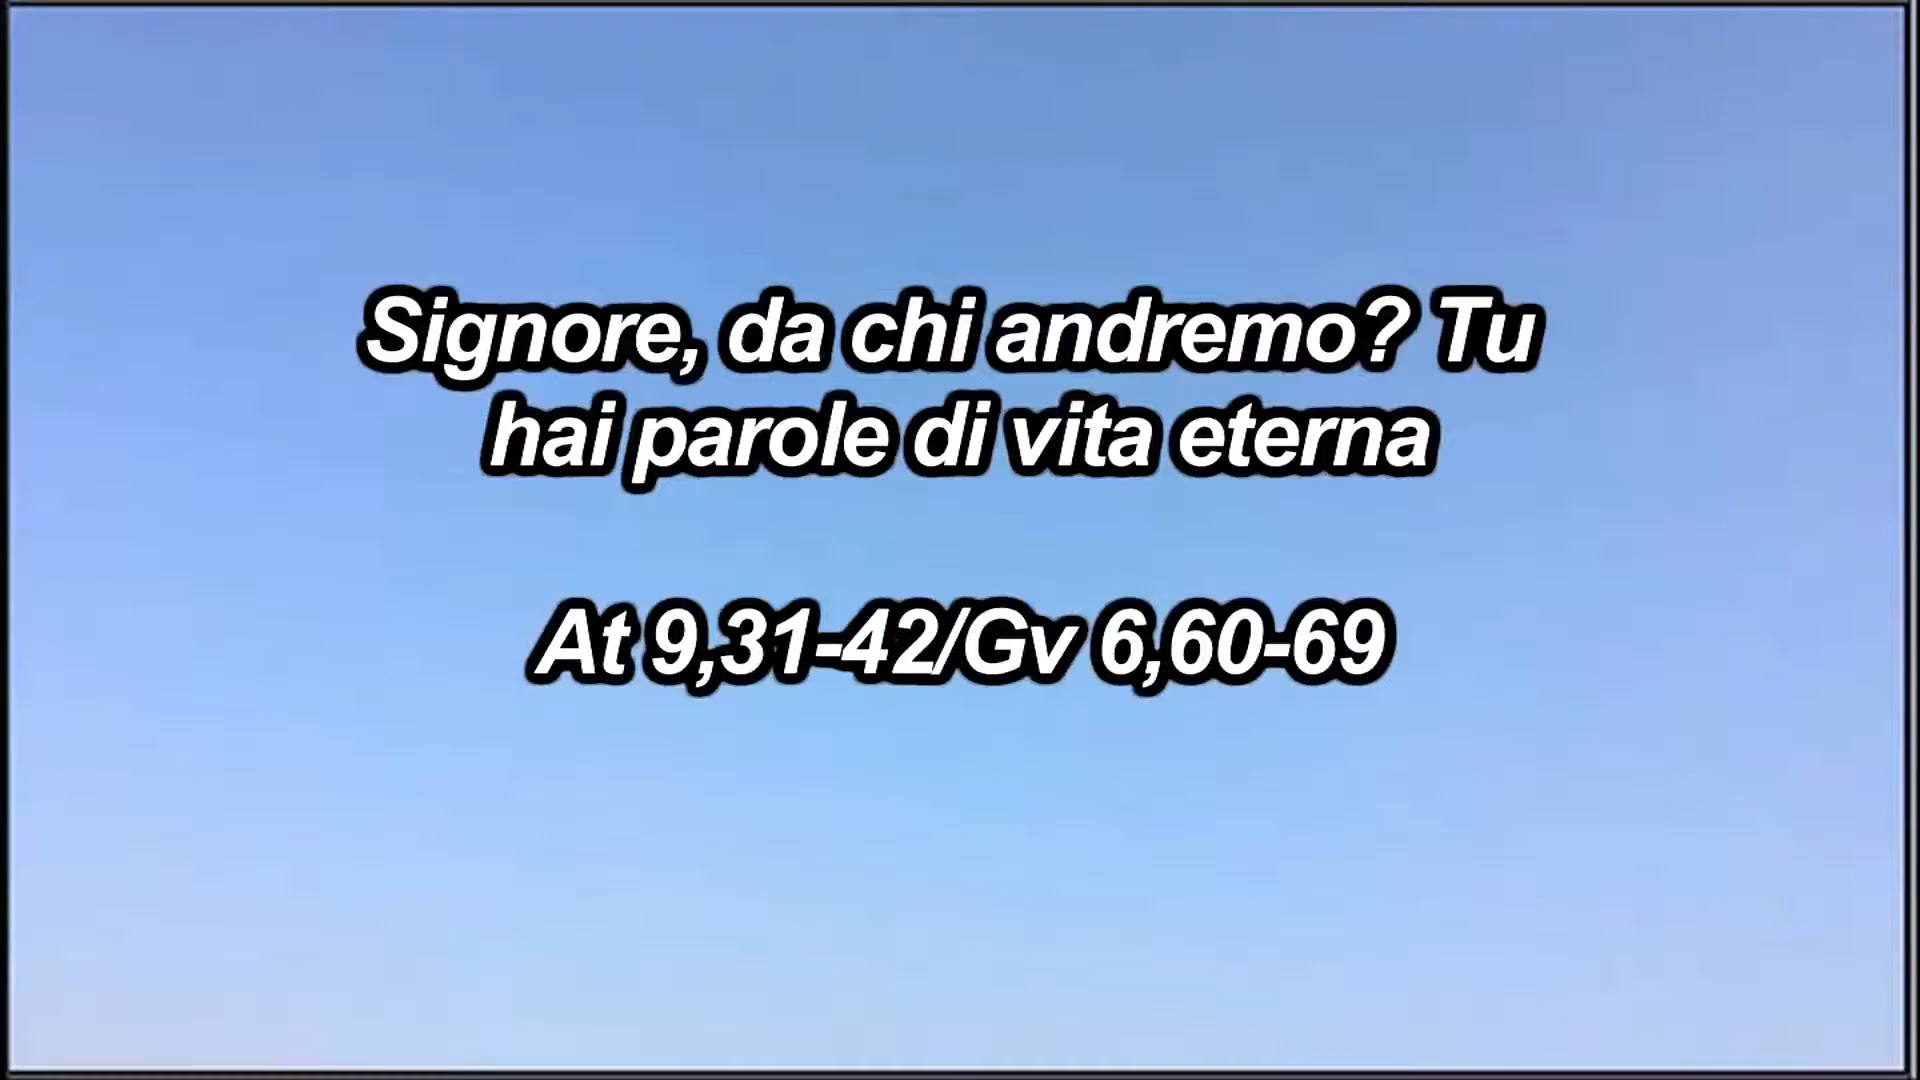 Signore, da chi andremo? Tu
hai parole di vita eterna
At 9,31-42/Gv 6,60-69